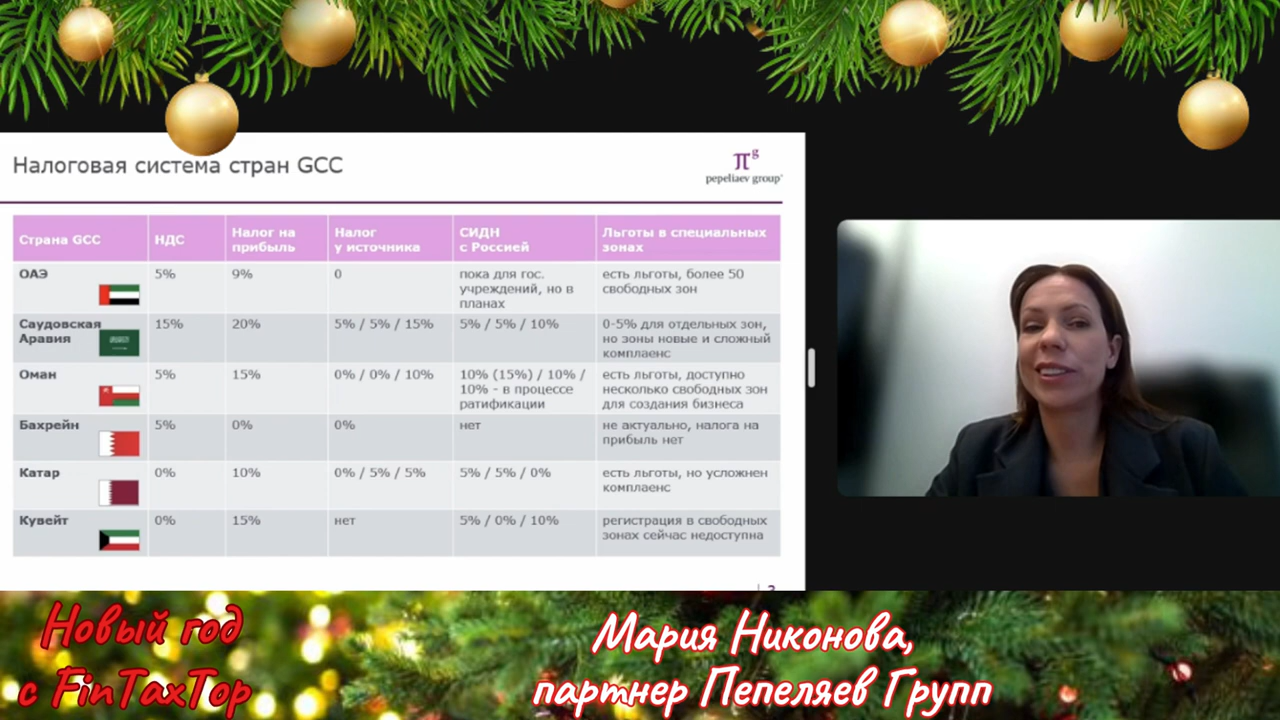 Налоговая система стран GCC
πg
pepeliaev group
Страна GCC
НДС
Налог на
прибыль
Налог
у источника
СИДН
с Россией
Льготы в специальных
зонах
ОАЭ
5%
9%
0
пока для гос.
учреждений, но в
планах
есть льготы, более 50
свободных зон
Саудовская
Аравия
15%
20%
5% / 5% / 15%
5% / 5% / 10%
0-5% для отдельных зон,
но зоны новые и сложный
комплаенс
Оман
5%
15%
0% / 0% / 10%
10% (15%) / 10% /
10% - в процессе
ратификации
есть льготы, доступно
несколько свободных зон
для создания бизнеса
Бахрейн
5%
0%
0%
нет
не актуально, налога на
прибыль нет
Катар
0%
10%
0% / 5% / 5%
5% / 5% / 0%
есть льготы, но усложнен
комплаенс
Кувейт
0%
15%
нет
5% / 0% / 10%
регистрация в свободных
зонах сейчас недоступна
Новый год
с FinTaxTop
Мария Никонова,
партнер Пепеляев Групп